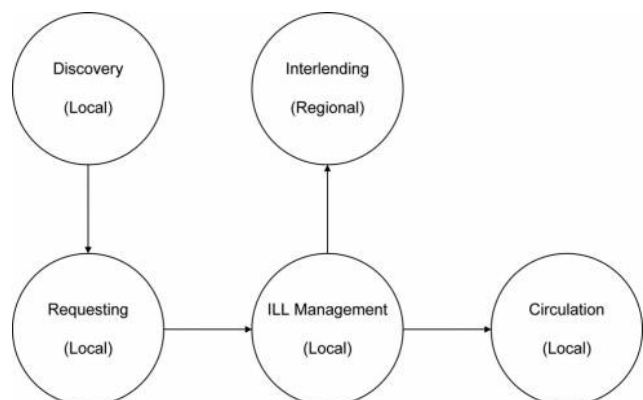 Discovery
(Local)
Interlending
(Regional)
Requesting
(Local)
ILL Management
(Local)
Circulation
(Local)